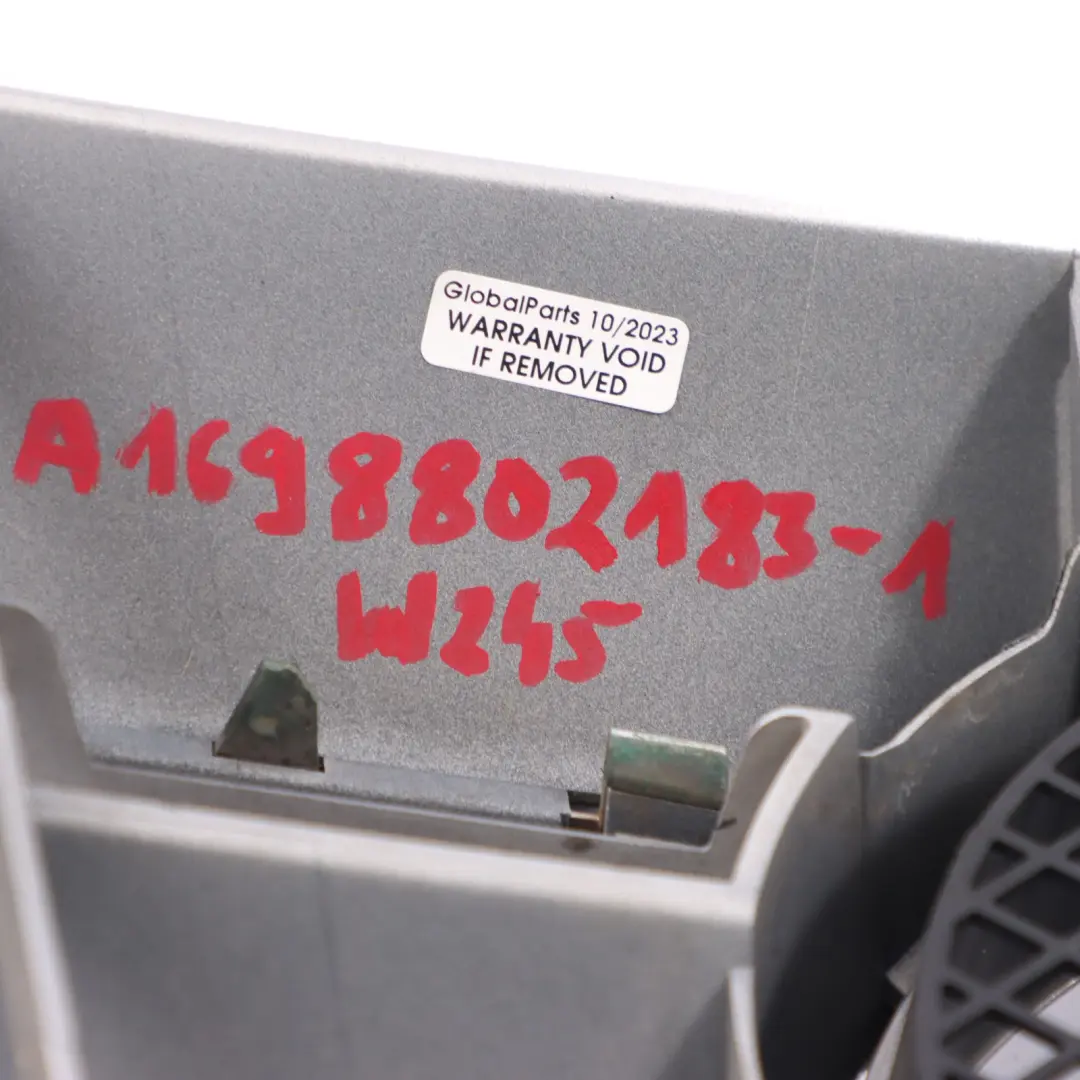 GlobalParts 10/2023
WARRANTY VOID
IF REMOVED
A1698802183-1
W245